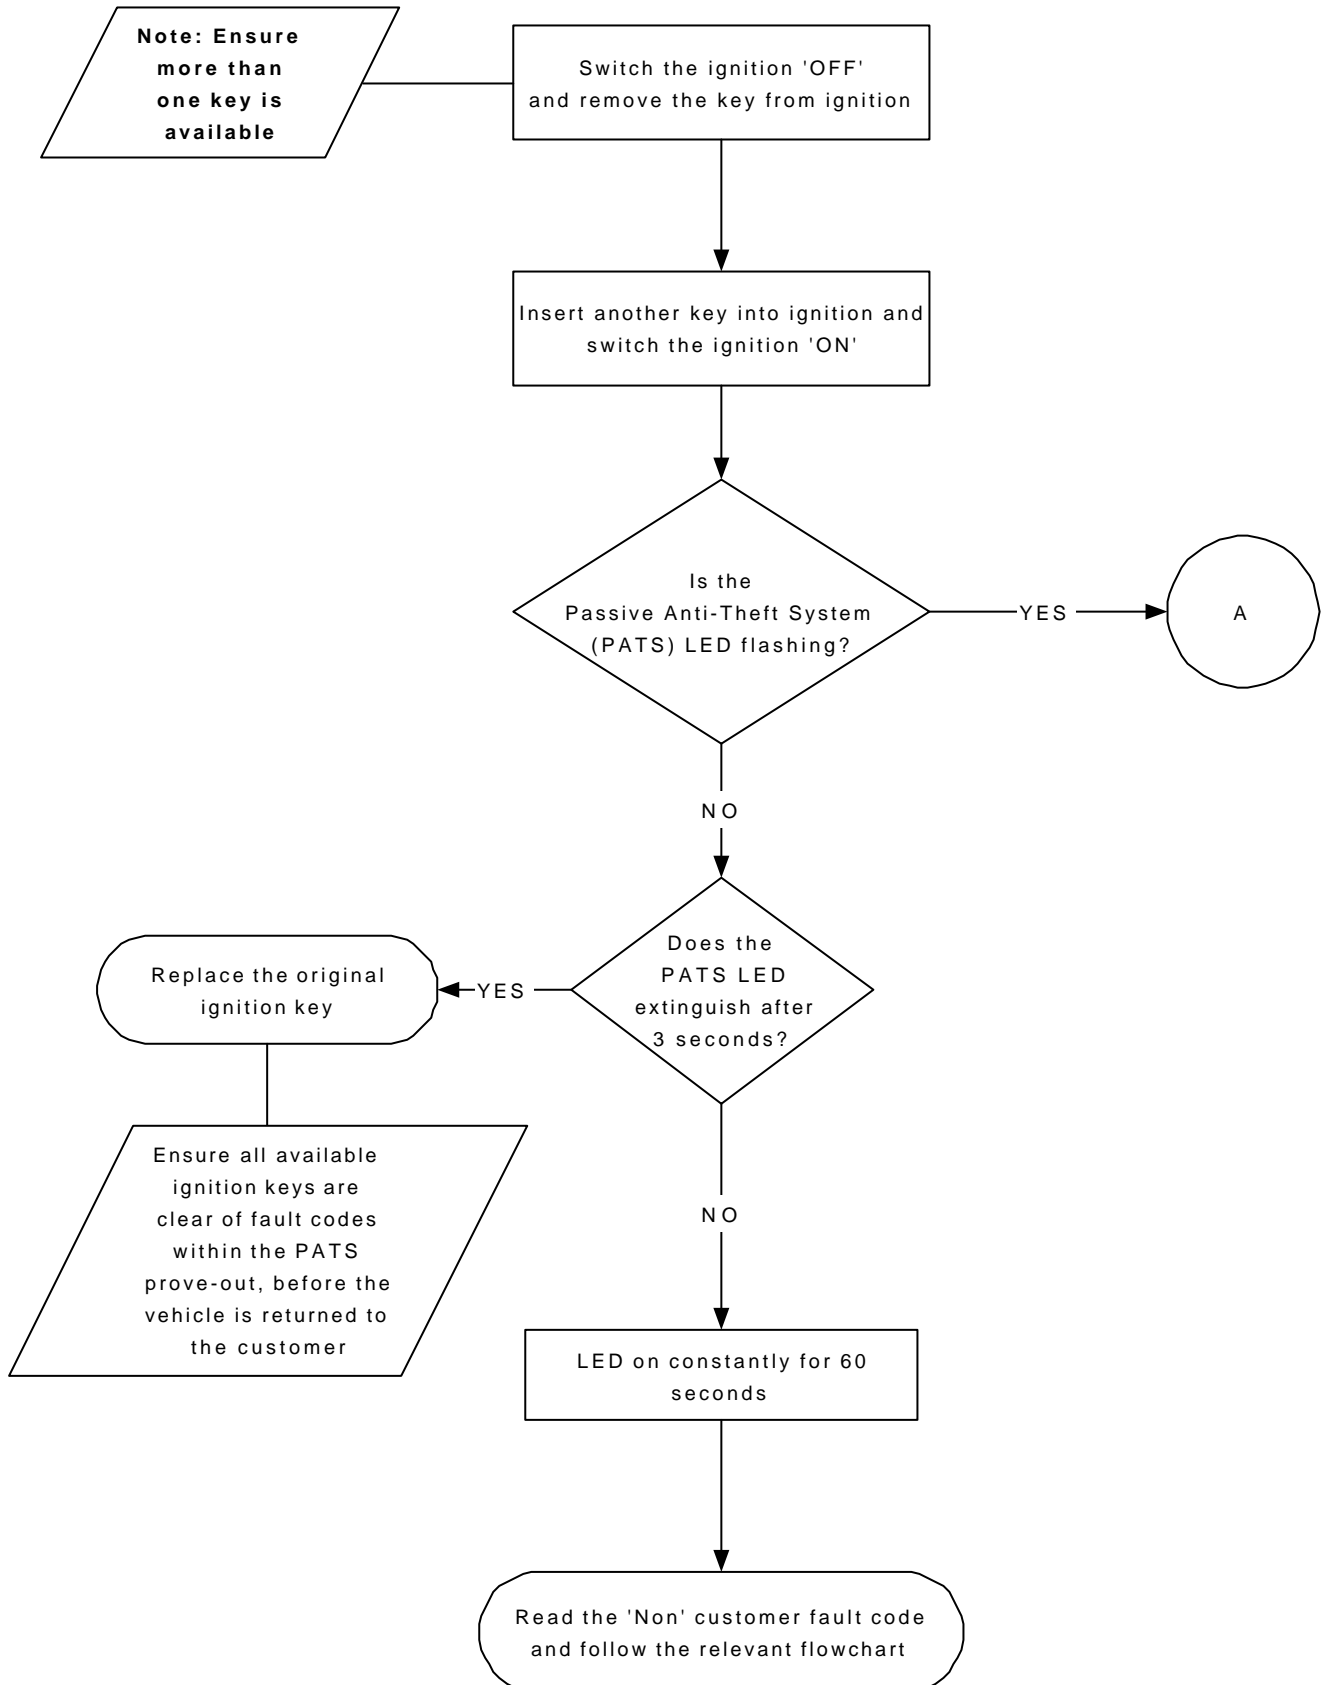 Note: Ensure
more than
one key is
available
Switch the ignition 'OFF'
and remove the key from ignition
Insert another key into ignition and
switch the ignition 'ON'
Is the
Passive Anti-Theft System
(PATS) LED flashing?
YES
A
NO
Does the
PATS LED
extinguish after
3 seconds?
YES
Replace the original
ignition key
Ensure all available
ignition keys are
clear of fault codes
within the PATS
prove-out, before the
vehicle is returned to
the customer
NO
LED on constantly for 60
seconds
Read the 'Non' customer fault code
and follow the relevant flowchart